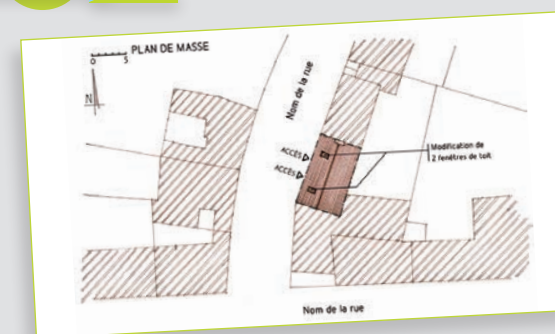 PLAN DE MASSE
0 5
N
Nom de la rue
ACCÈS
ACCÈS
Modification de
2 fenêtres de toit
Nom de la rue